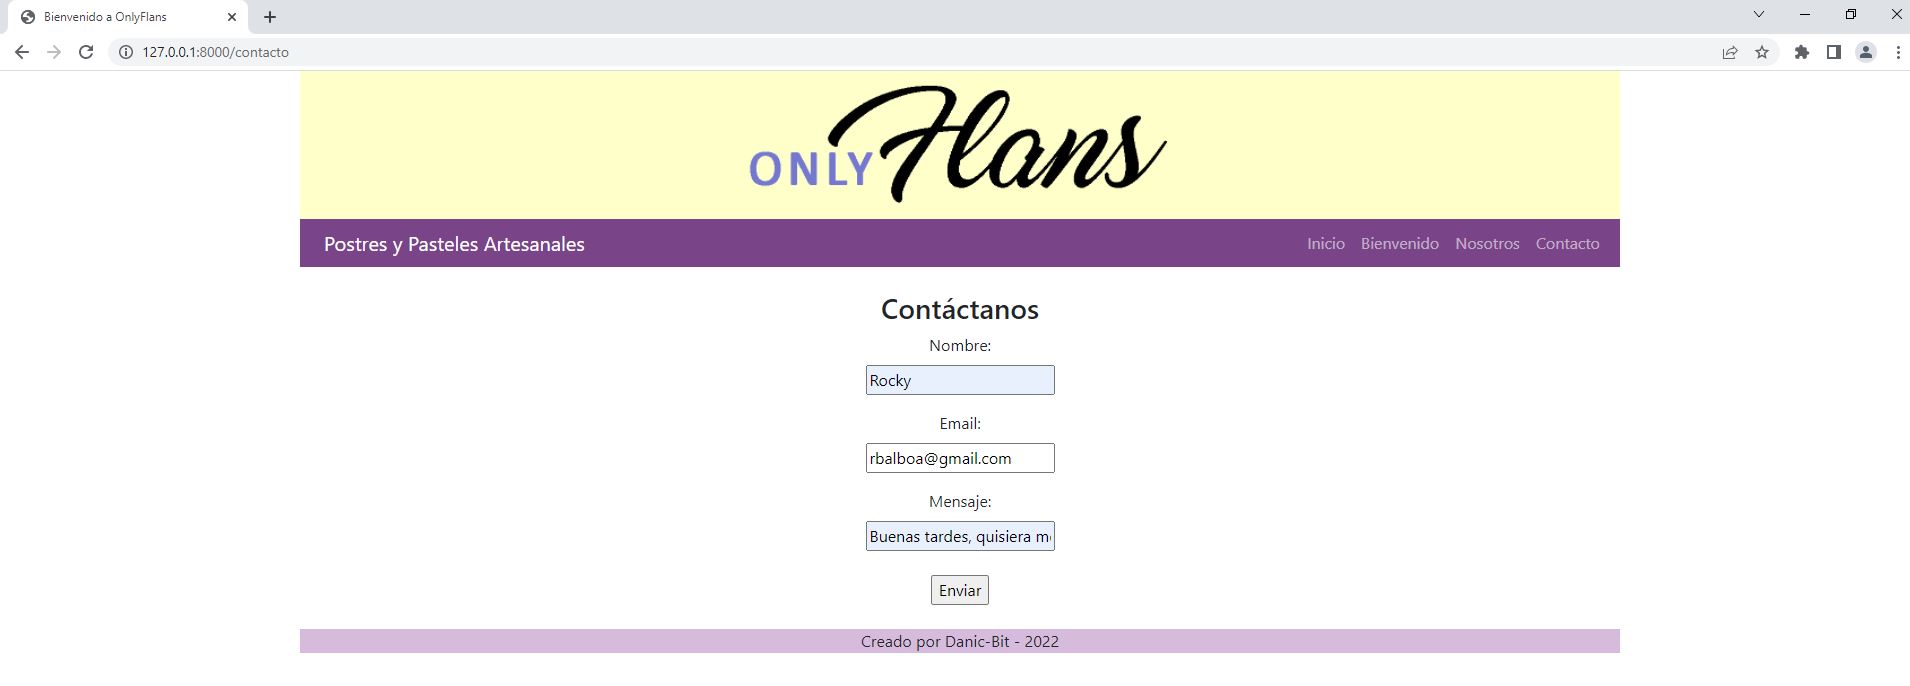 Bienvenido a OnlyFlans
127.0.0.1:8000/contacto
ONLY Flans
Postres y Pasteles Artesanales
Inicio Bienvenido Nosotros Contacto
Contáctanos
Nombre:
Rocky
Email:
rbalboa@gmail.com
Mensaje:
Buenas tardes, quisiera
Enviar
Creado por Danic-Bit - 2022